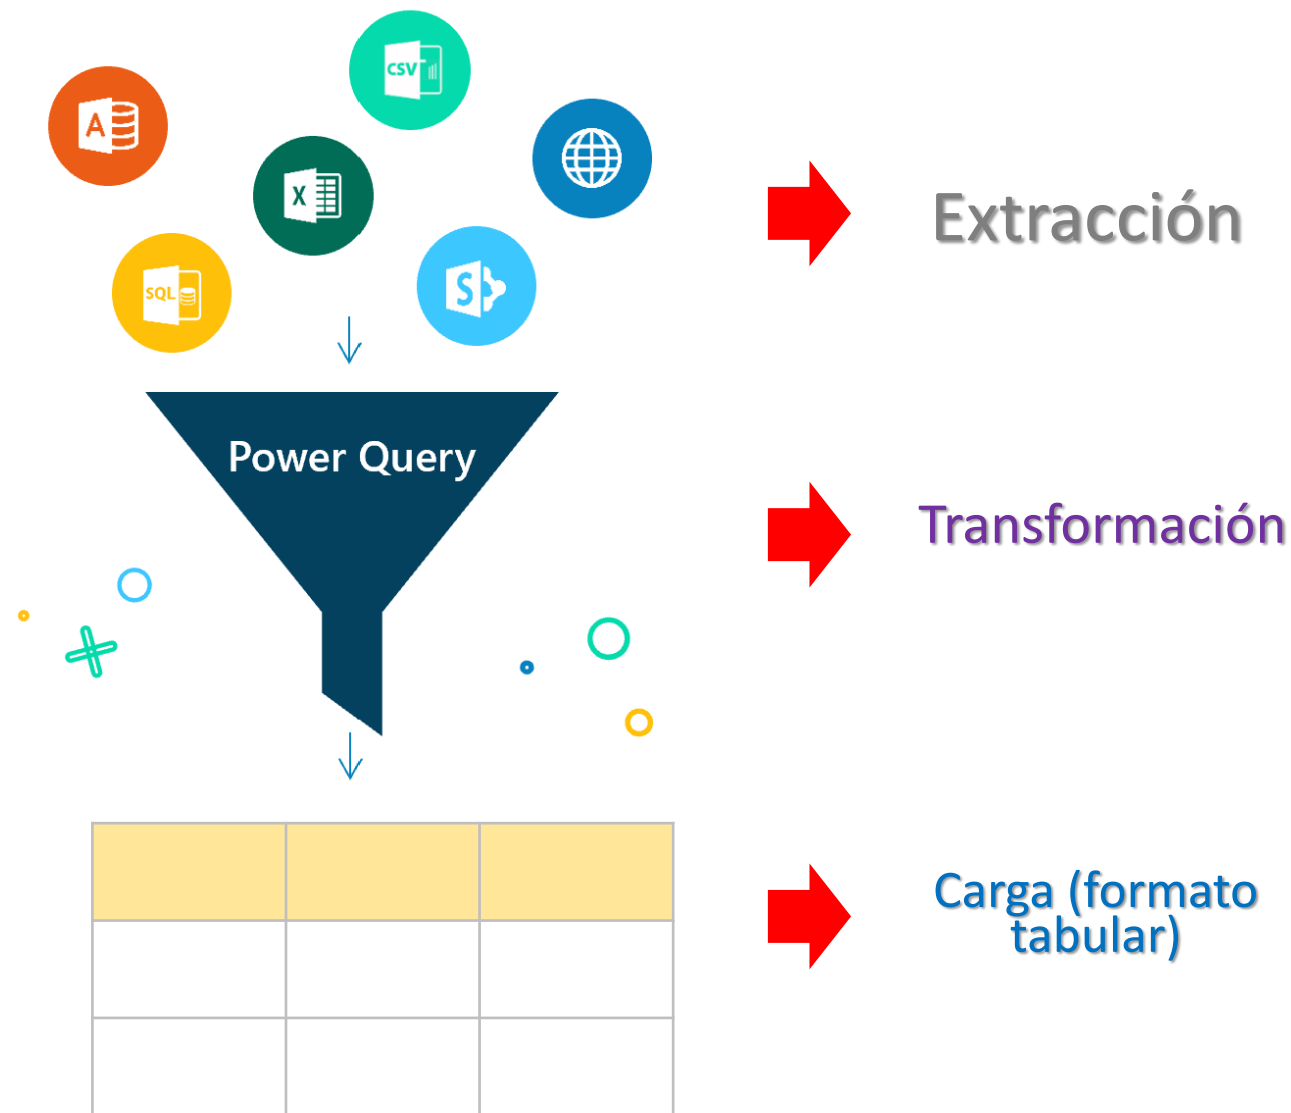 CSV
A
X
SQL
S
Extracción
Power Query
Transformación
Carga (formato
tabular)